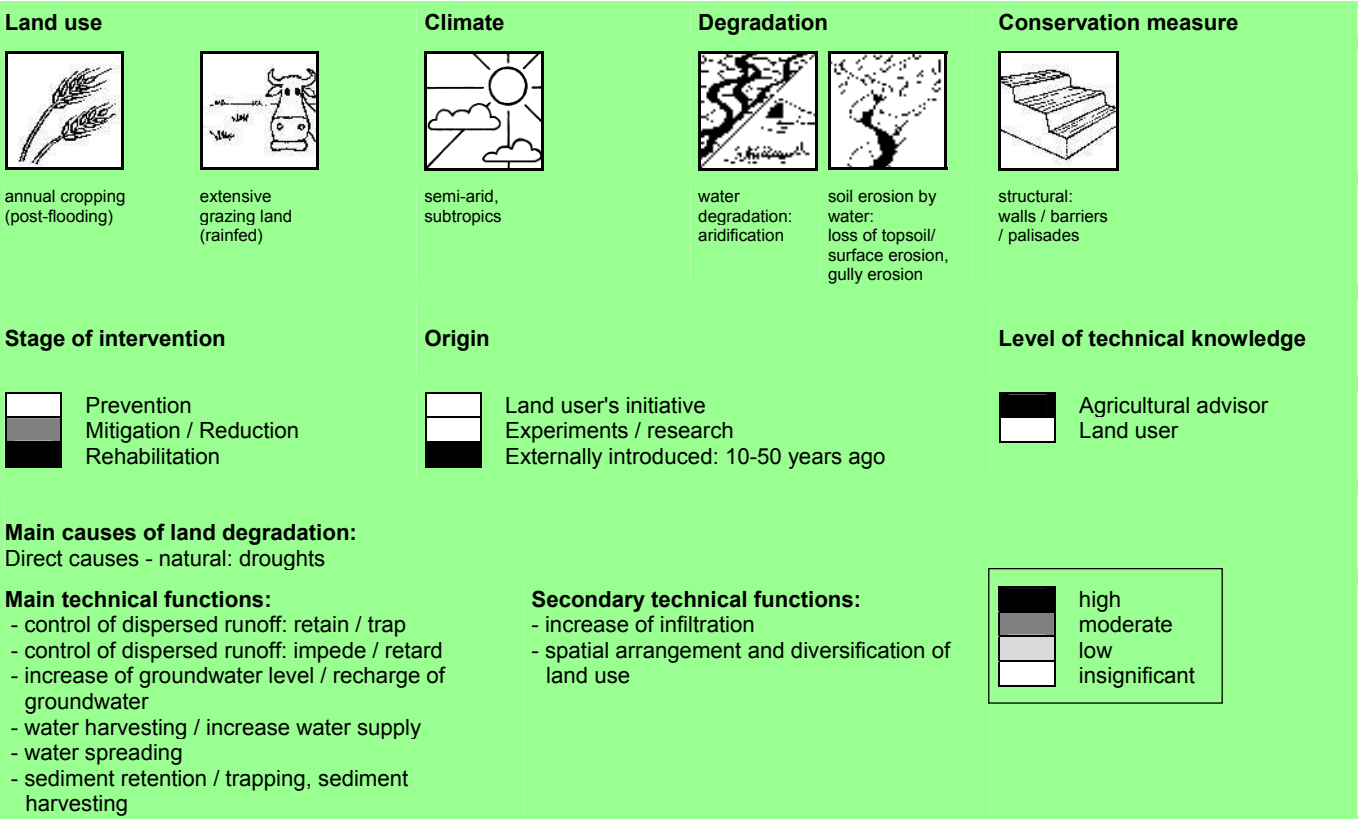 Land use
Climate
Degradation
Conservation measure
annual cropping
(post-flooding)
extensive
grazing land
(rainfed)
semi-arid,
subtropics
water
degradation:
aridification
soil erosion by
water:
loss of topsoil/
surface erosion,
gully erosion
structural:
walls / barriers
/ palisades
Stage of intervention
Prevention
Mitigation / Reduction
Rehabilitation
Origin
Land user's initiative
Experiments / research
Externally introduced: 10-50 years ago
Level of technical knowledge
Agricultural advisor
Land user
Main causes of land degradation:
Direct causes - natural: droughts
Main technical functions:
- control of dispersed runoff: retain / trap
- control of dispersed runoff: impede / retard
- increase of groundwater level / recharge of
groundwater
- water harvesting / increase water supply
- water spreading
- sediment retention / trapping, sediment
harvesting
Secondary technical functions:
- increase of infiltration
- spatial arrangement and diversification of
land use
high
moderate
low
insignificant